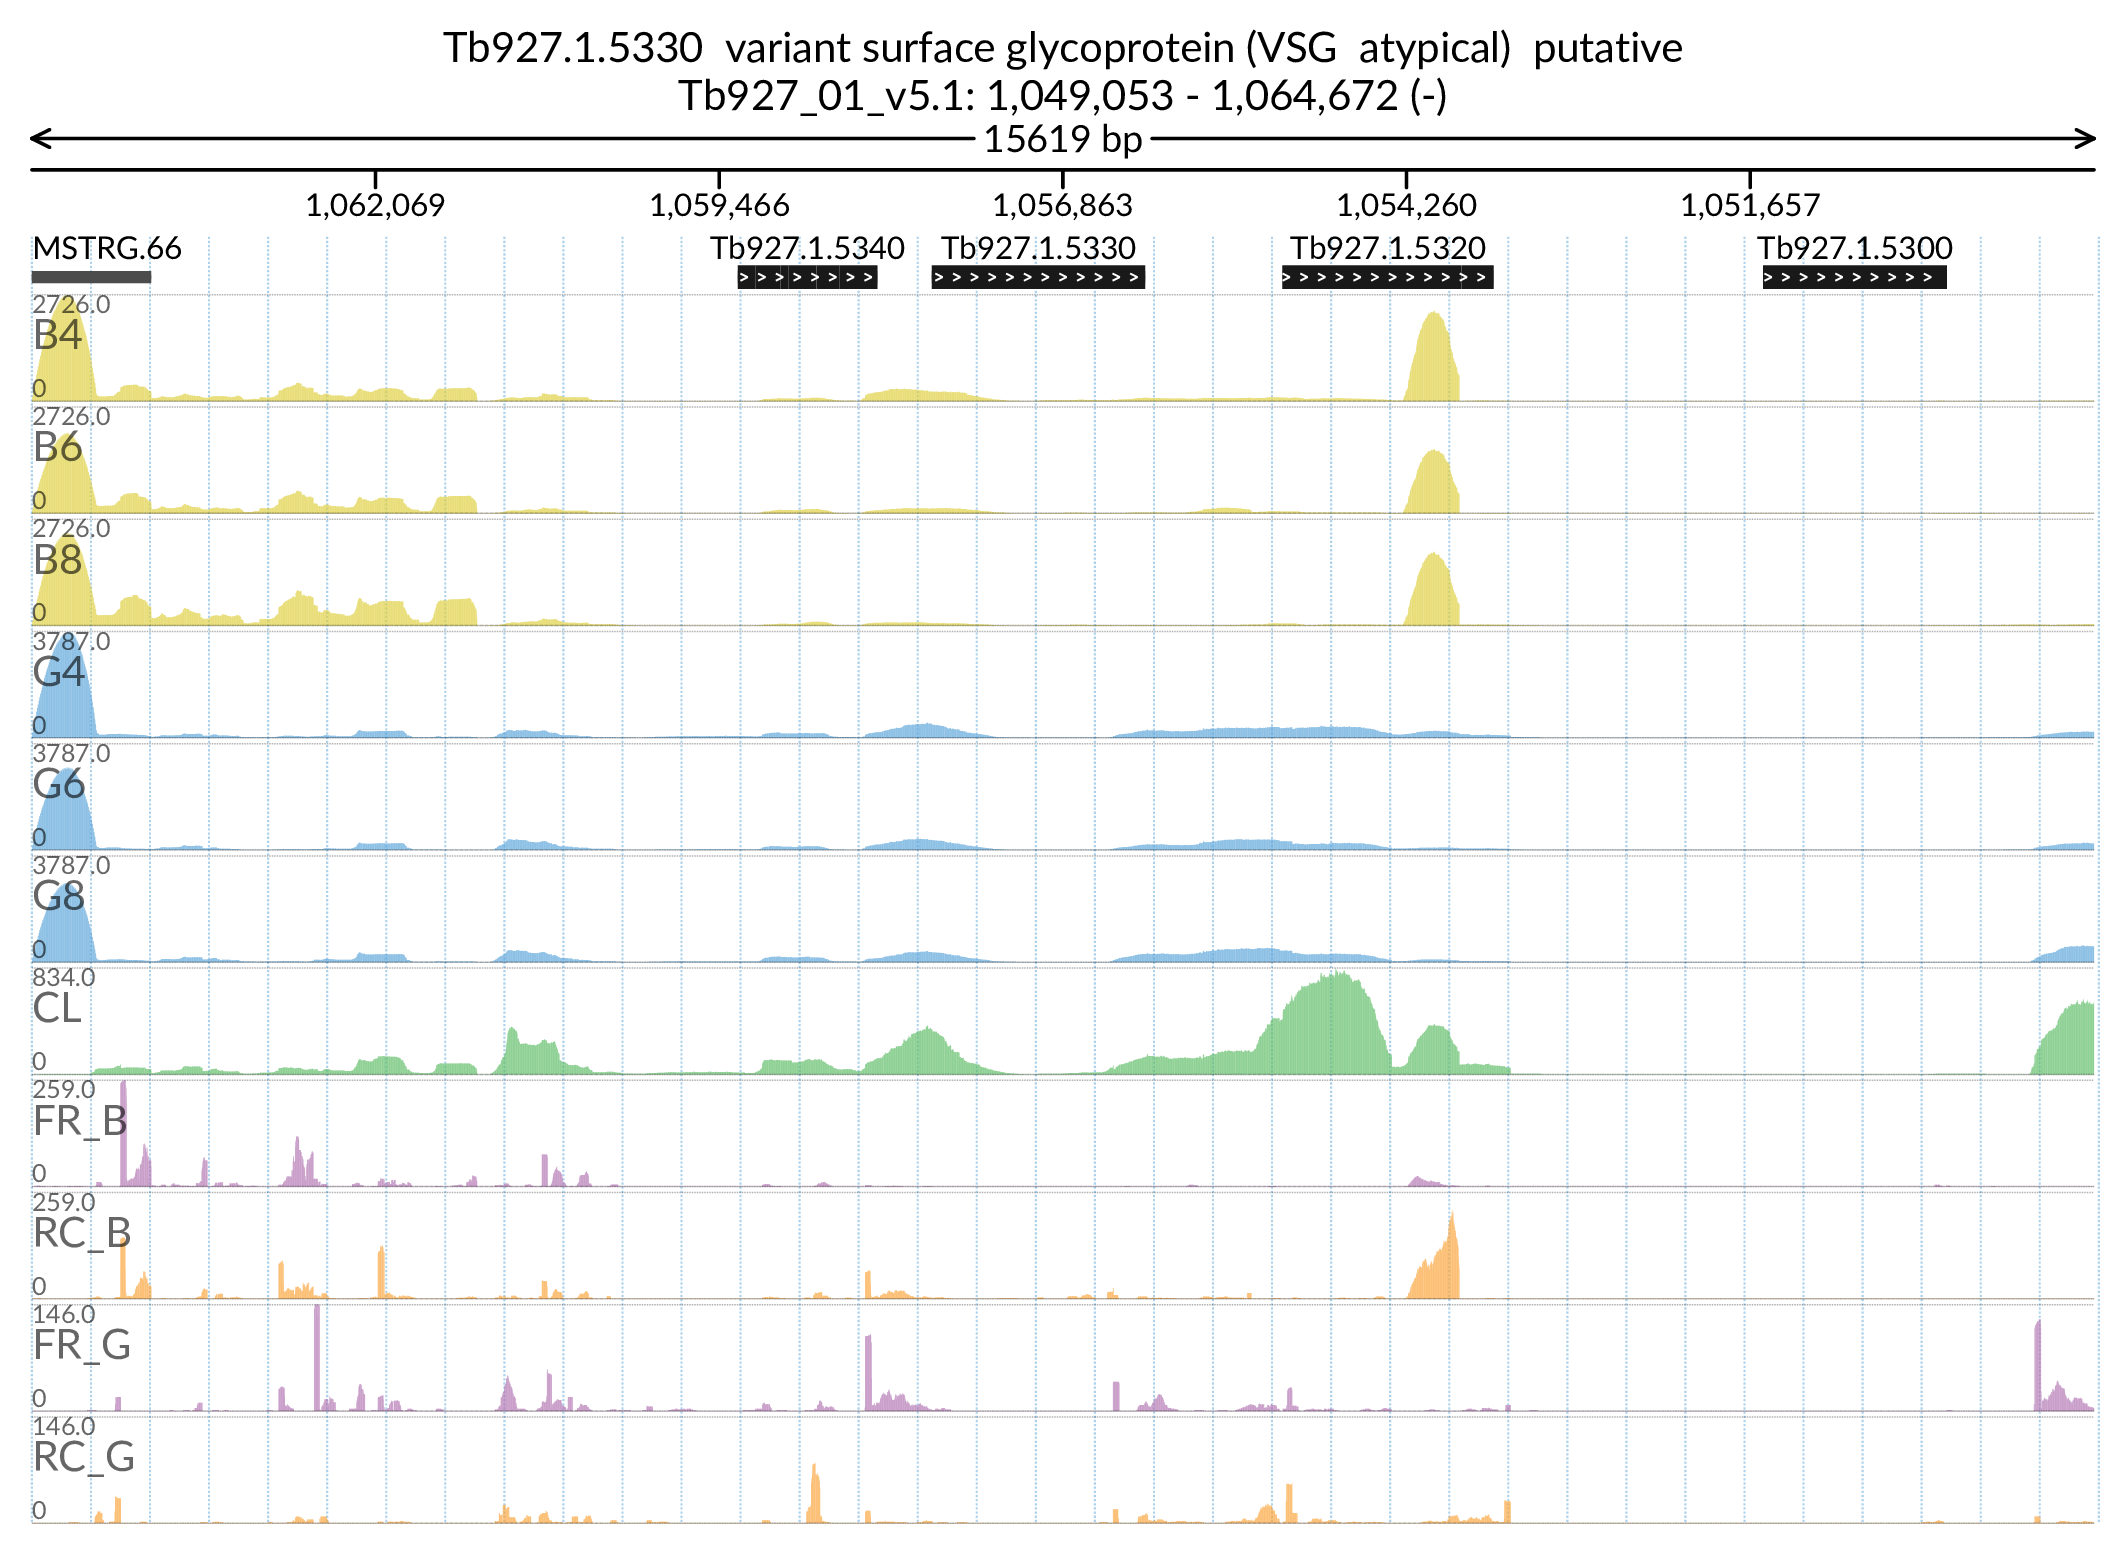 Tb927.1.5330  variant surface glycoprotein (VSG  atypical)  putative
Tb927_01_v5.1: 1,049,053 - 1,064,672 (-)
15619 bp
1,062,069 1,059,466 1,056,863 1,054,260 1,051,657
MSTRG.66 Tb927.1.5340 Tb927.1.5330 Tb927.1.5320 Tb927.1.5300
2726.0
B4
0
2726.0
B6
0
2726.0
B8
0
3787.0
G4
0
3787.0
G6
0
3787.0
G8
0
834.0
CL
0
259.0
FR_B
0
259.0
RC_B
0
146.0
FR_G
0
146.0
RC_G
0